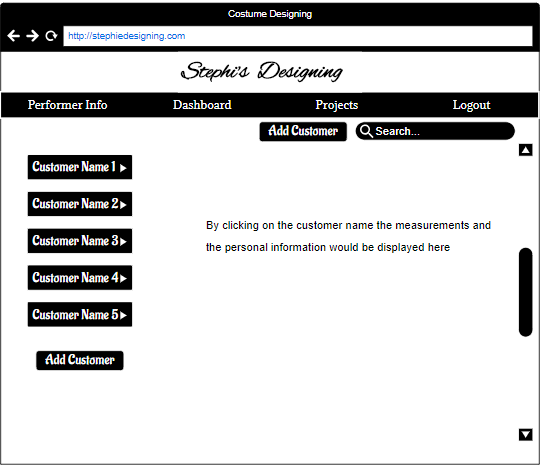 Costume Designing
http://stephiedesigning.com
Stephi's Designing
Performer Info Dashboard Projects Logout
Add Customer Search...
Customer Name 1
Customer Name 2
Customer Name 3
Customer Name 4
Customer Name 5
By clicking on the customer name the measurements and
the personal information would be displayed here
Add Customer